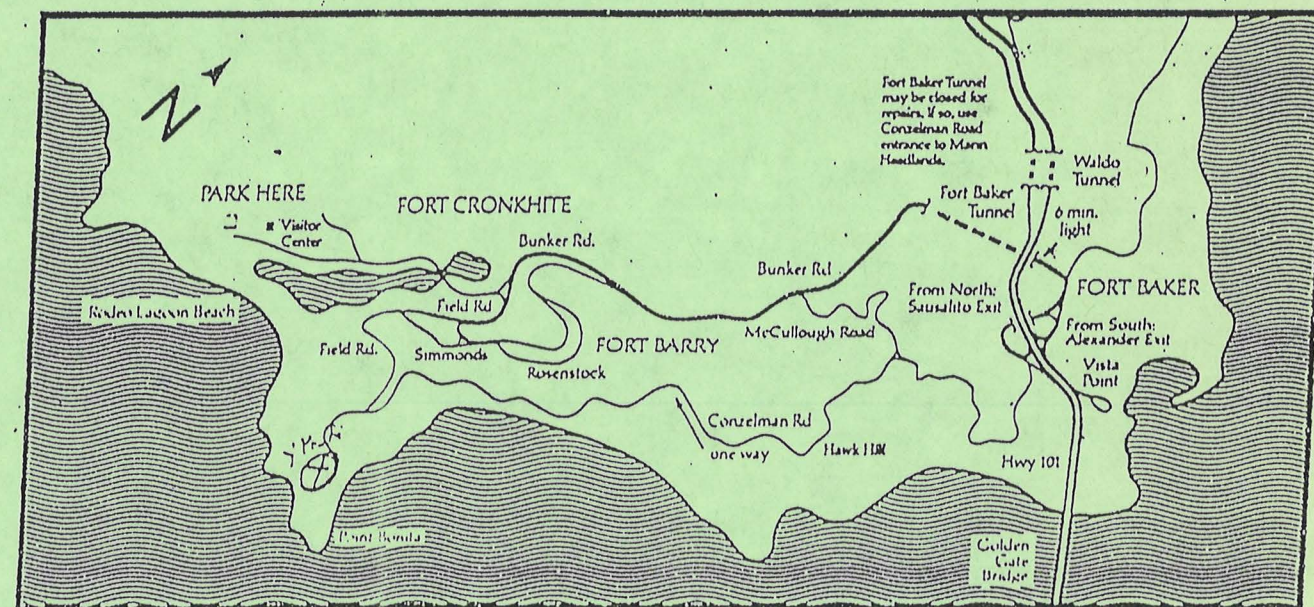 N
Fort Baker Tunnel
may be closed for
repairs. If so, use
Conzelman Road
entrance to Marin
Headlands.
Waldo
Tunnel
PARK HERE
Visitor
Center
FORT CRONKHITE
Fort Baker
Tunnel
6 min.
light
Bunker Rd.
Bunker Rd
From North:
Sausalito Exit
FORT BAKER
Rodeo Lagoon Beach
Field Rd
McCullough Road
From South:
Alexander Exit
Field Rd.
Simmonds
FORT BARRY
Rosenstock
Vista
Point
Conzelman Rd
one way
Hawk Hill
Hwy 101
Point Bonita
Golden
Gate
Bridge